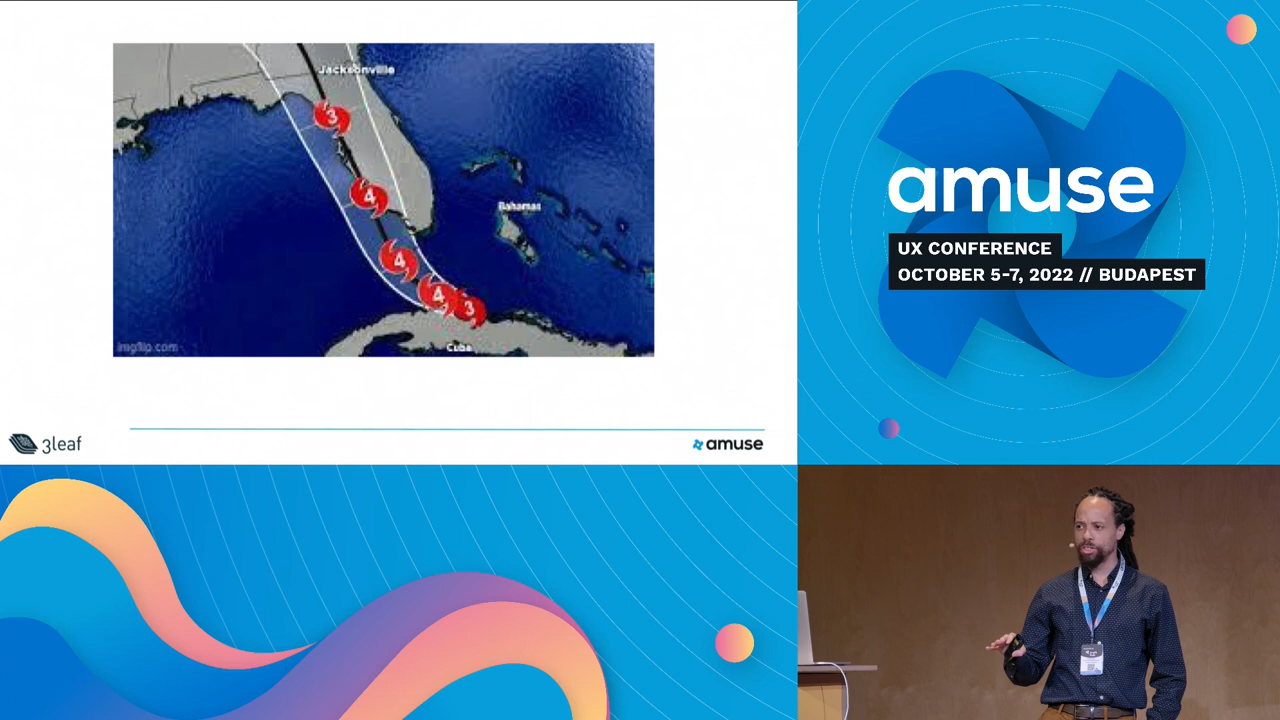 Jacksonville
3
4
Bahamas
4
4
3
imgflip.com
Cuba
3leaf
amuse
amuse
UX CONFERENCE
OCTOBER 5-7, 2022 // BUDAPEST